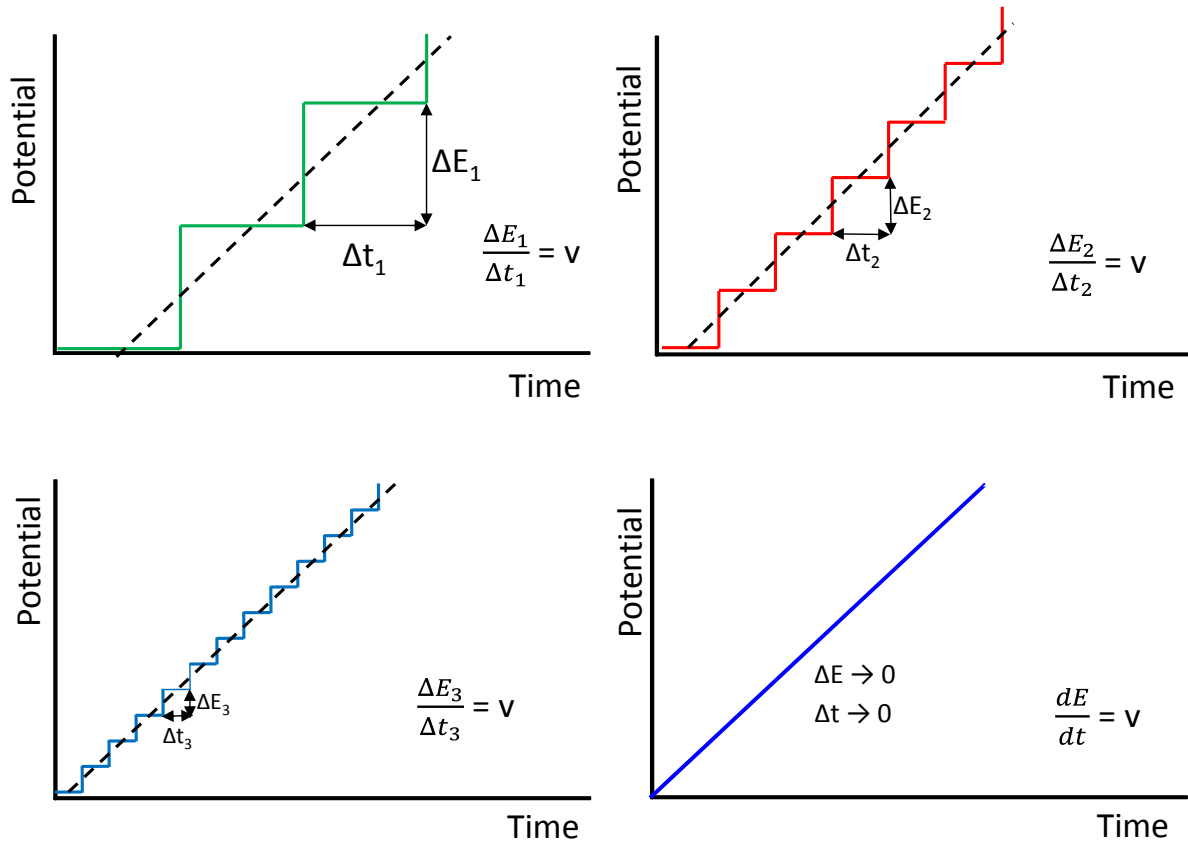 Potential
ΔE₁
Δt₁
ΔE₁/Δt₁ = v
Time
Potential
ΔE₂
Δt₂
ΔE₂/Δt₂ = v
Time
Potential
ΔE₃
Δt₃
ΔE₃/Δt₃ = v
Time
Potential
ΔE → 0
Δt → 0
dE/dt = v
Time